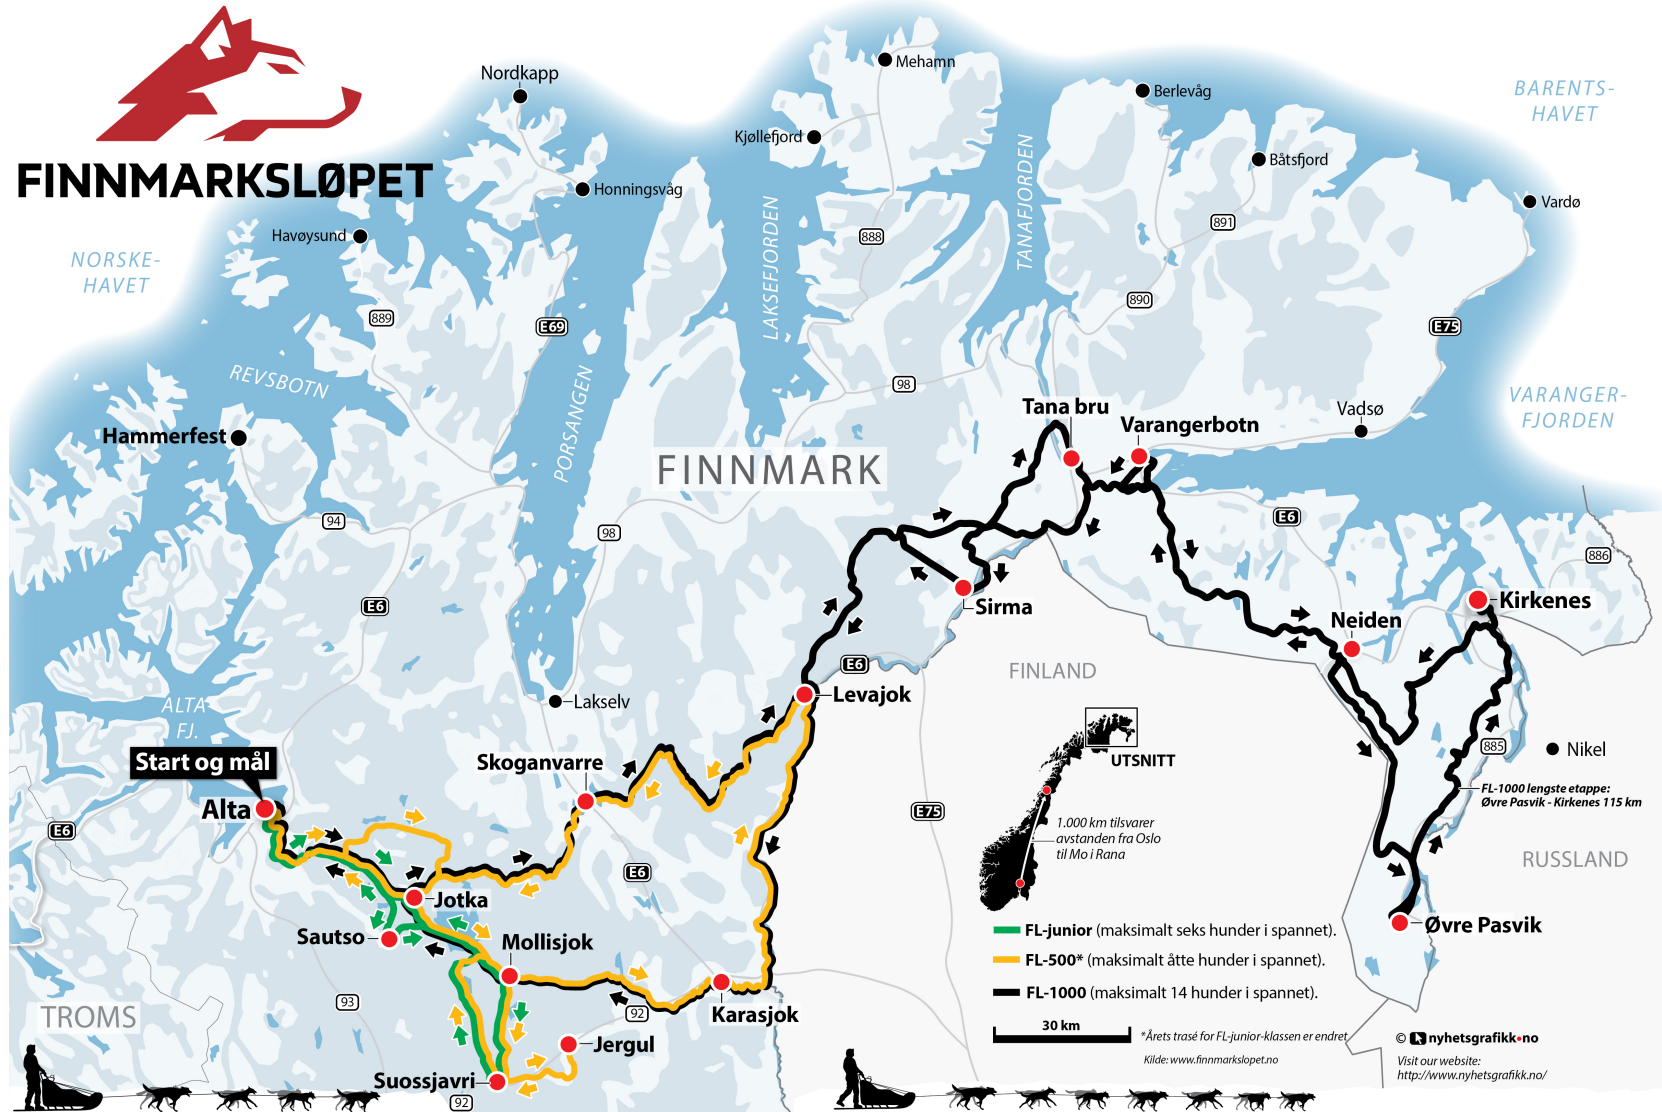 FINNMARKSLØPET
Nordkapp
Mehamn
Berlevåg
BARENTS-
HAVET
Kjøllefjord
Båtsfjord
Honningsvåg
Vardø
Havøysund
NORSKE-
HAVET
LAKSEFJORDEN
TANAFJORDEN
888
891
890
889
E69
E75
REVSBOTN
PORSANGEN
98
VARANGER-
FJORDEN
Hammerfest
Tana bru
Varangerbotn
Vadsø
FINNMARK
94
98
E6
886
E6
Sirma
Kirkenes
Neiden
E6
FINLAND
Levajok
Lakselv
ALTA-
FJ.
Start og mål
Alta
Skoganvarre
UTSNITT
885
Nikel
FL-1000 lengste etappe:
Øvre Pasvik - Kirkenes 115 km
E75
1.000 km tilsvarer
avstanden fra Oslo
til Mo i Rana
E6
RUSSLAND
E6
Jotka
Sautso
Mollisjok
Øvre Pasvik
FL-junior (maksimalt seks hunder i spannet).
FL-500* (maksimalt åtte hunder i spannet).
FL-1000 (maksimalt 14 hunder i spannet).
93
92
Karasjok
TROMS
30 km
*Årets trasé for FL-junior-klassen er endret
Kilde: www.finnmarkslopet.no
Jergul
Suossjavri
92
© nyhetsgrafikk•no
Visit our website:
http://www.nyhetsgrafikk.no/